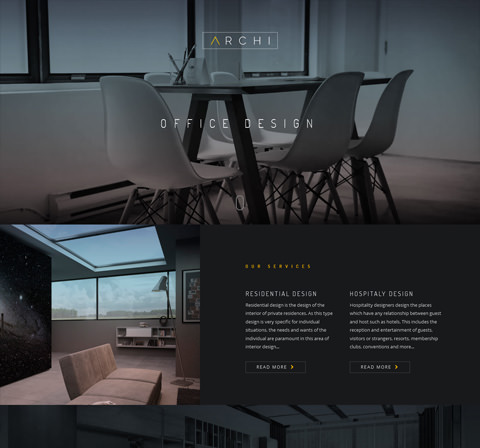 ARCHI
OFFICE DESIGN
OUR SERVICES
RESIDENTIAL DESIGN
Residential design is the design of the
interior of private residences. As this type
design is very specific for individual
situations, the needs and wants of the
individual are paramount in this area of
interior design...
READ MORE
HOSPITALY DESIGN
Hospitality designers design the places
which have any relationship between guest
and host such as hotels. This includes the
reception and entertainment of guests,
visitors or strangers, resorts, membership
clubs, conventions and more...
READ MORE